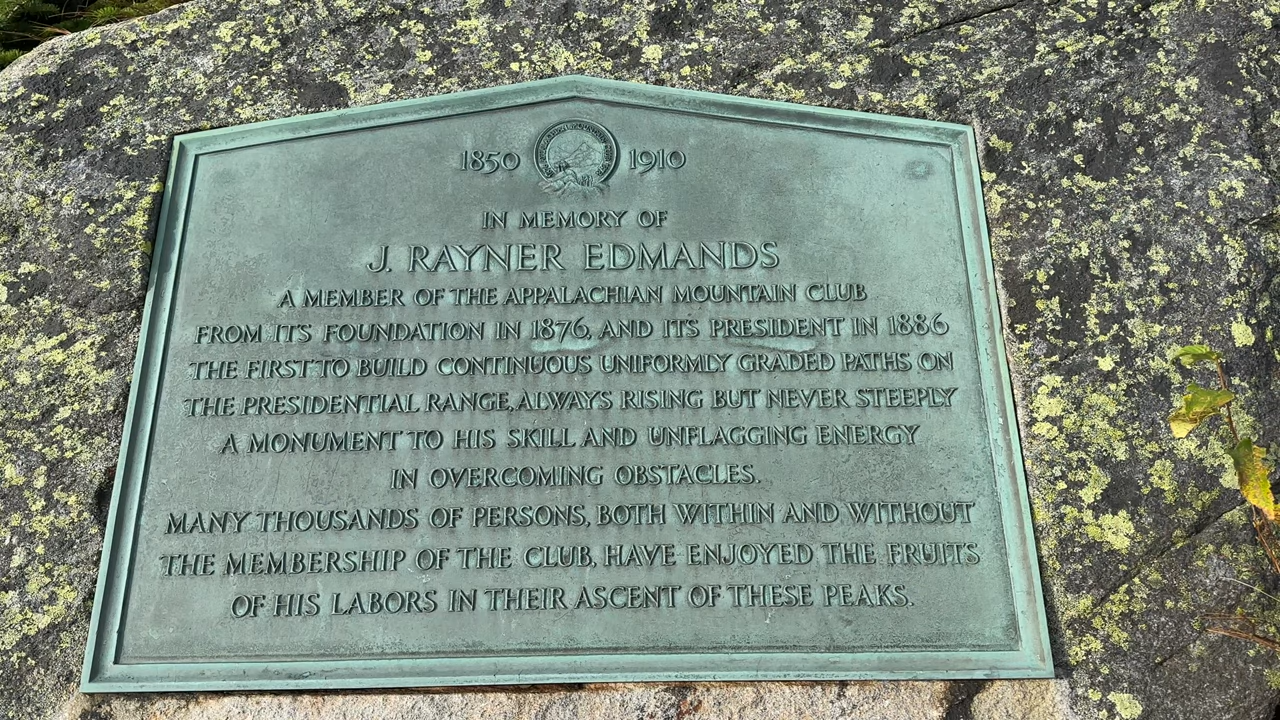 1850 1910
IN MEMORY OF
J. RAYNER EDMANDS
A MEMBER OF THE APPALACHIAN MOUNTAIN CLUB
FROM ITS FOUNDATION IN 1876, AND ITS PRESIDENT IN 1886
THE FIRST TO BUILD CONTINUOUS UNIFORMLY GRADED PATHS ON
THE PRESIDENTIAL RANGE, ALWAYS RISING BUT NEVER STEEPLY
A MONUMENT TO HIS SKILL AND UNFLAGGING ENERGY
IN OVERCOMING OBSTACLES.
MANY THOUSANDS OF PERSONS, BOTH WITHIN AND WITHOUT
THE MEMBERSHIP OF THE CLUB, HAVE ENJOYED THE FRUITS
OF HIS LABORS IN THEIR ASCENT OF THESE PEAKS.